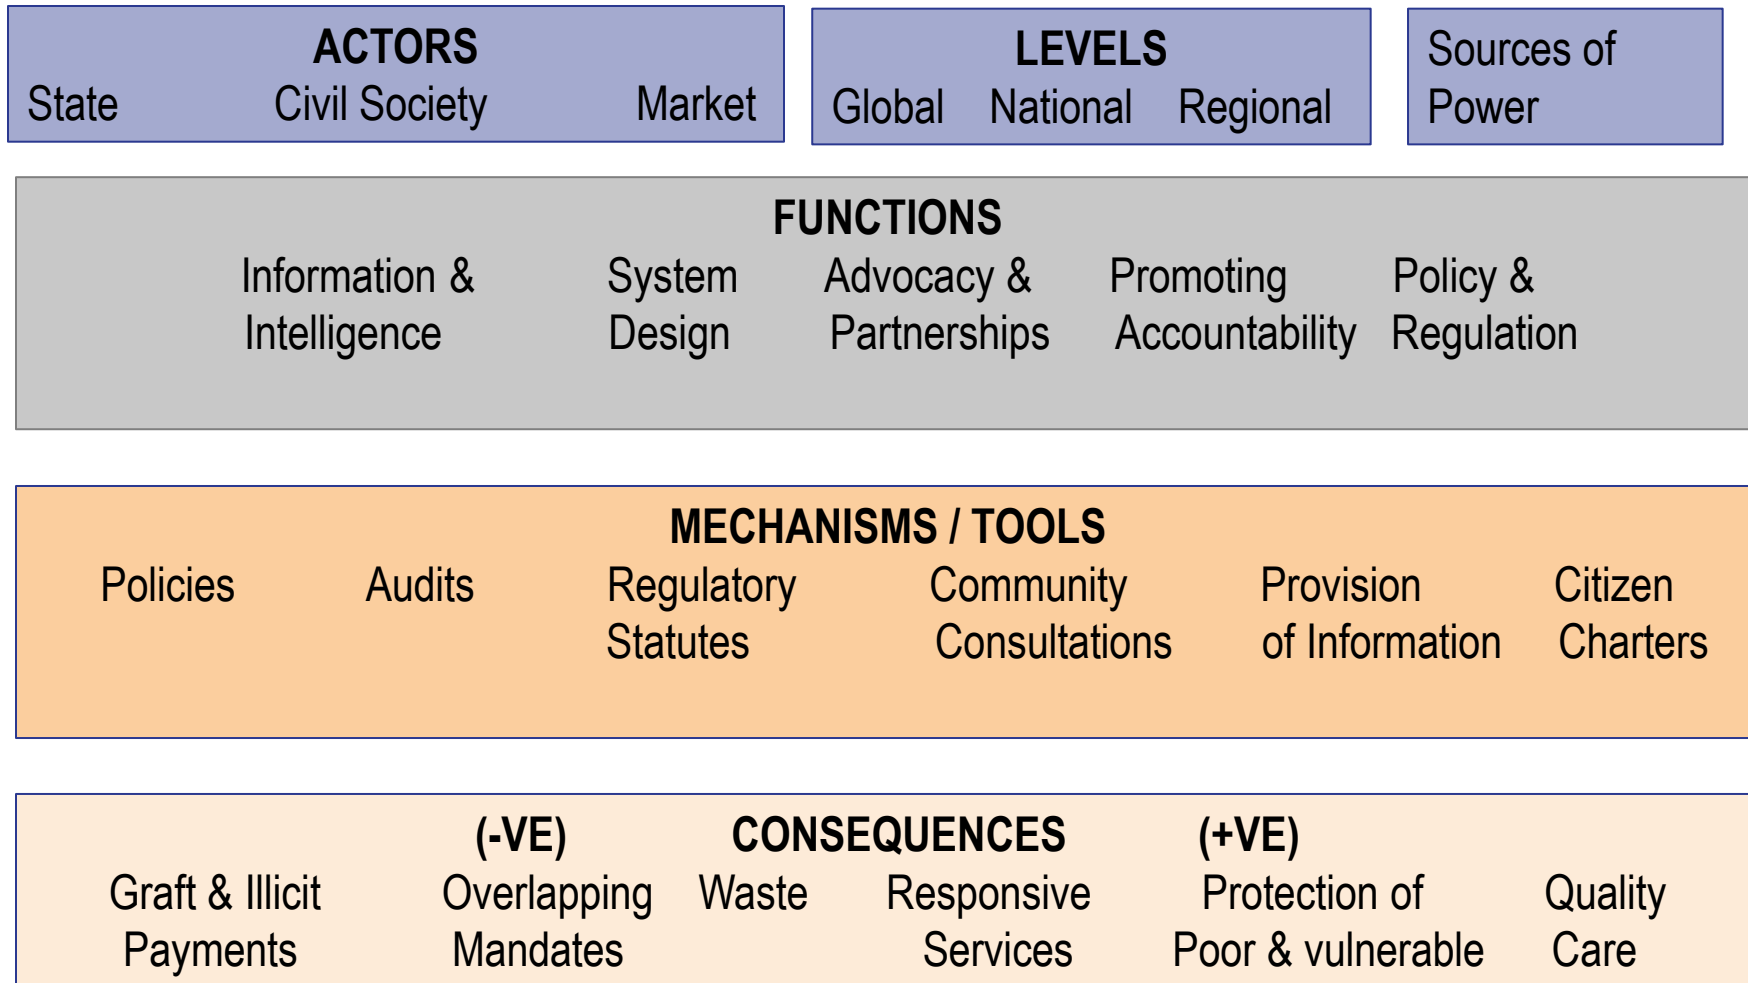 ACTORS
State Civil Society Market
LEVELS
Global National Regional
Sources of
Power
FUNCTIONS
Information & System Advocacy & Promoting Policy &
Intelligence Design Partnerships Accountability Regulation
MECHANISMS / TOOLS
Policies Audits Regulatory Community Provision Citizen
Statutes Consultations of Information Charters
(-VE) CONSEQUENCES (+VE)
Graft & Illicit Overlapping Waste Responsive Protection of Quality
Payments Mandates Services Poor & vulnerable Care